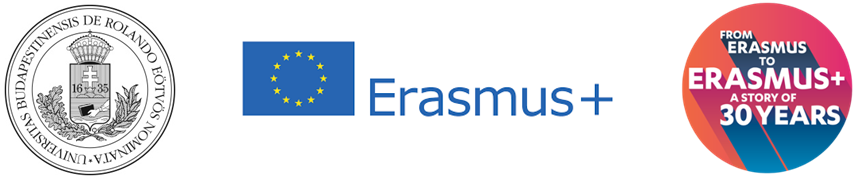 UNIVERSITAS BUDAPESTINENSIS DE ROLANDO EÖTVÖS NOMINATA
16 35
Erasmus+
FROM
ERASMUS
TO
ERASMUS+
A STORY OF
30 YEARS